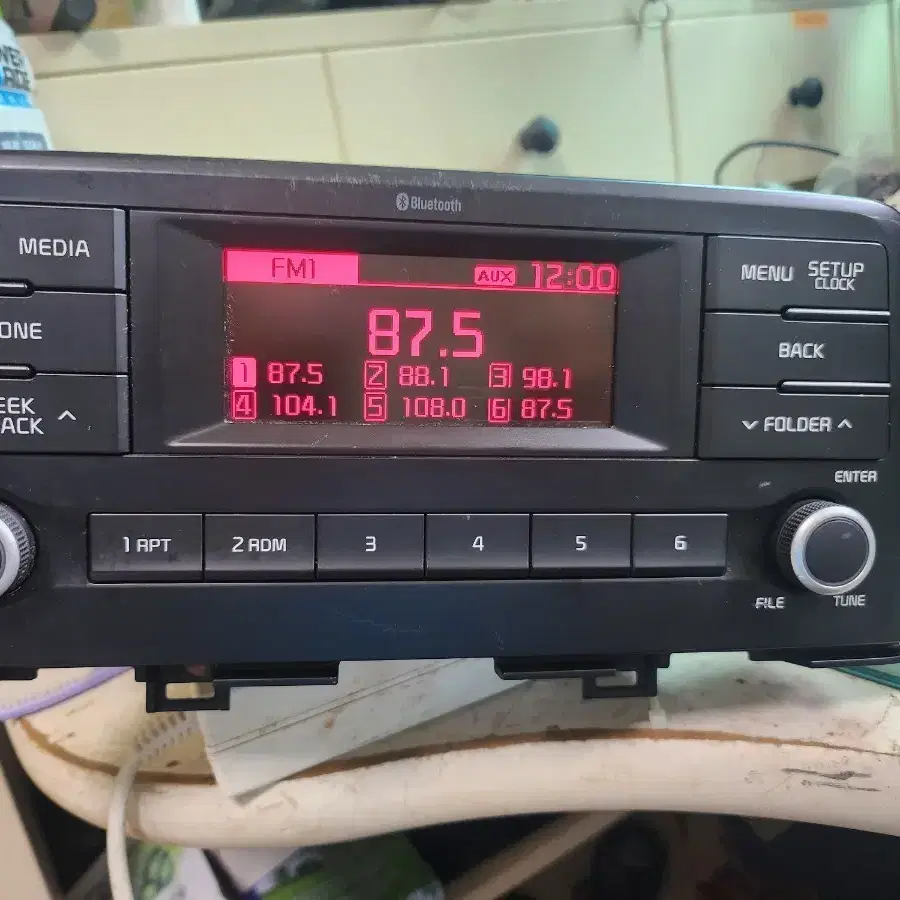 Bluetooth
MEDIA
FM1 AUX 12:00
87.5
1 87.5 2 88.1 3 98.1
4 104.1 5 108.0 6 87.5
MENU SETUP
CLOCK
ONE
BACK
EEK
ACK
FOLDER
ENTER
1 RPT 2 RDM 3 4 5 6
FILE TUNE